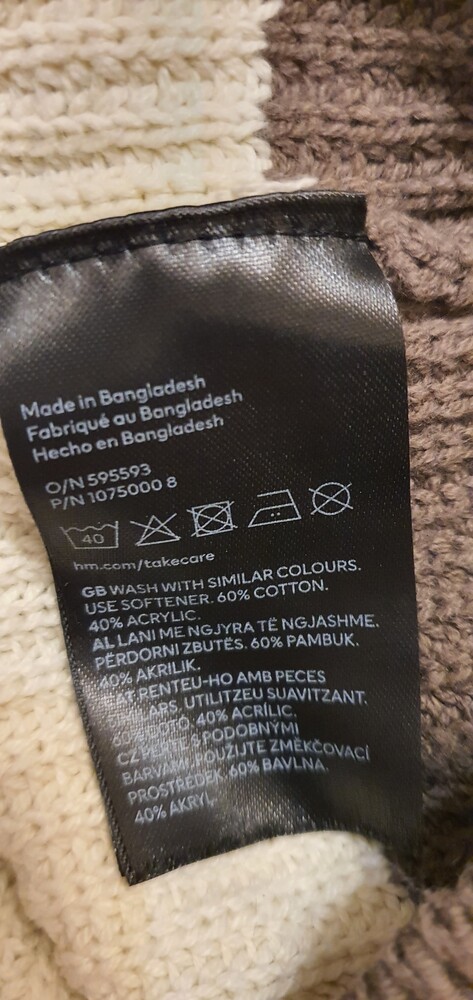 Made in Bangladesh
Fabriqué au Bangladesh
Hecho en Bangladesh
O/N 595593
P/N 1075000 8
40
hm.com/takecare
GB WASH WITH SIMILAR COLOURS.
USE SOFTENER. 60% COTTON.
40% ACRYLIC.
AL LANI ME NGJYRA TË NGJASHME.
PËRDORNI ZBUTËS. 60% PAMBUK.
40% AKRILIK.
RENTEU-HO AMB PECES
UTILITZEU SUAVITZANT.
40% ACRÍLIC.
PODOBNÝMI
BARVAMI. POUŽIJTE ZMĚKČOVACÍ
PROSTŘEDEK. 60% BAVLNA.
40% AKRYL.